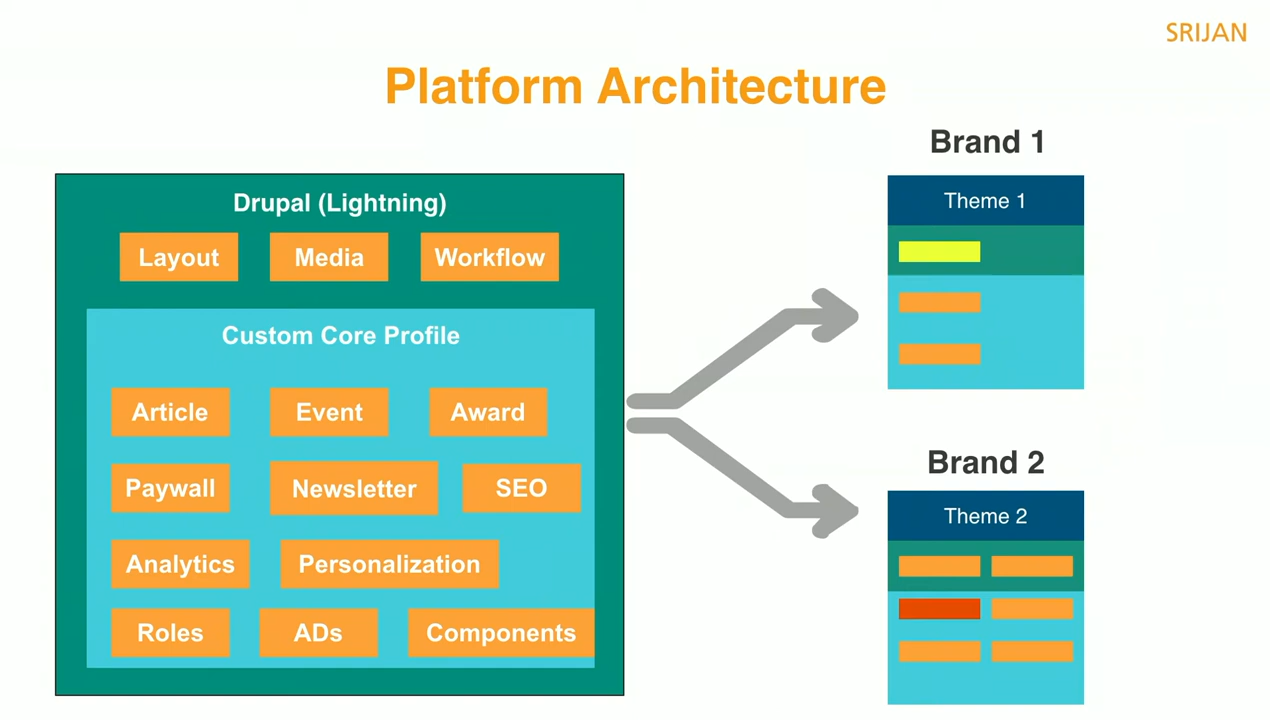 SRIJAN
Platform Architecture
Drupal (Lightning)
Layout
Media
Workflow
Custom Core Profile
Article
Event
Award
Paywall
Newsletter
SEO
Analytics
Personalization
Roles
ADs
Components
Brand 1
Theme 1
Brand 2
Theme 2